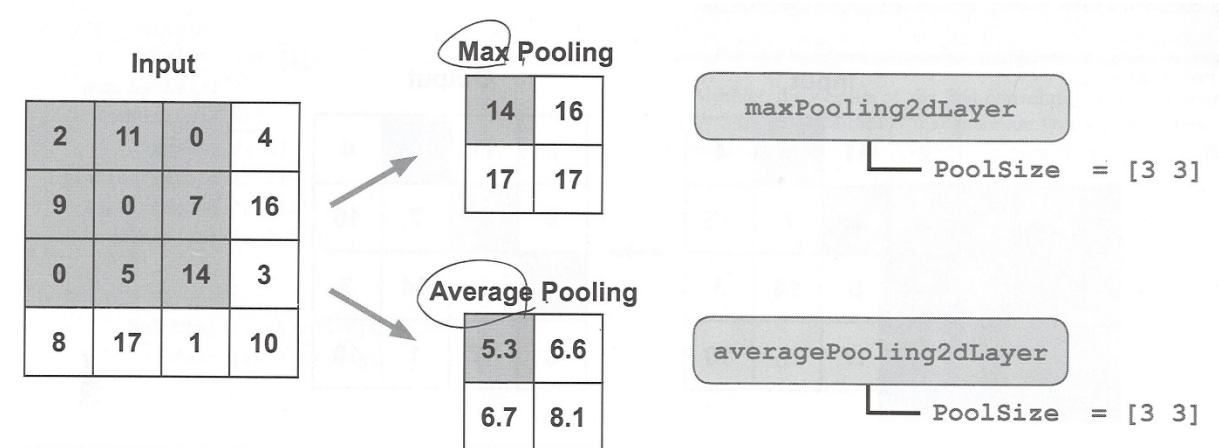 Input
2 11 0 4
9 0 7 16
0 5 14 3
8 17 1 10
Max Pooling
14 16
17 17
Average Pooling
5.3 6.6
6.7 8.1
maxPooling2dLayer
PoolSize = [3 3]
averagePooling2dLayer
PoolSize = [3 3]